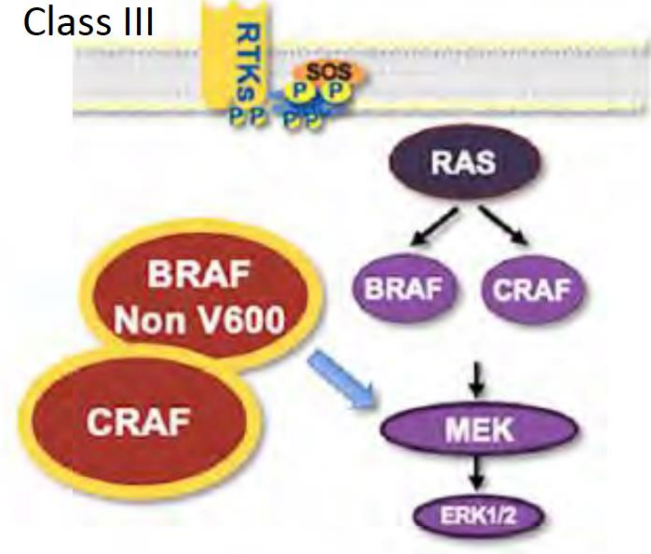 Class III
RTKs
SOS
P P
P P P P
RAS
BRAF
Non V600
BRAF CRAF
CRAF
MEK
ERK1/2